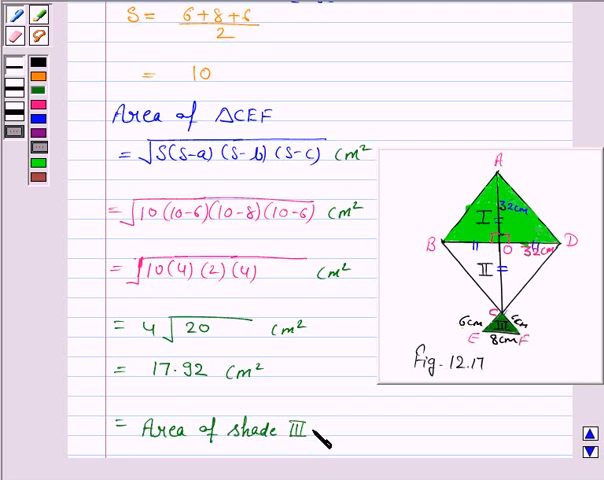 S = 6+8+6 / 2
= 10
Area of ΔCEF
= √S(S-a)(S-b)(S-c) cm²
= √10(10-6)(10-8)(10-6) cm²
= √10(4)(2)(4) cm²
= 4√20 cm²
= 17.92 cm²
= Area of shade III
A
I 32cm
B O 32cm D
II
C
6cm III 6cm
E 8cm F
Fig. 12.17